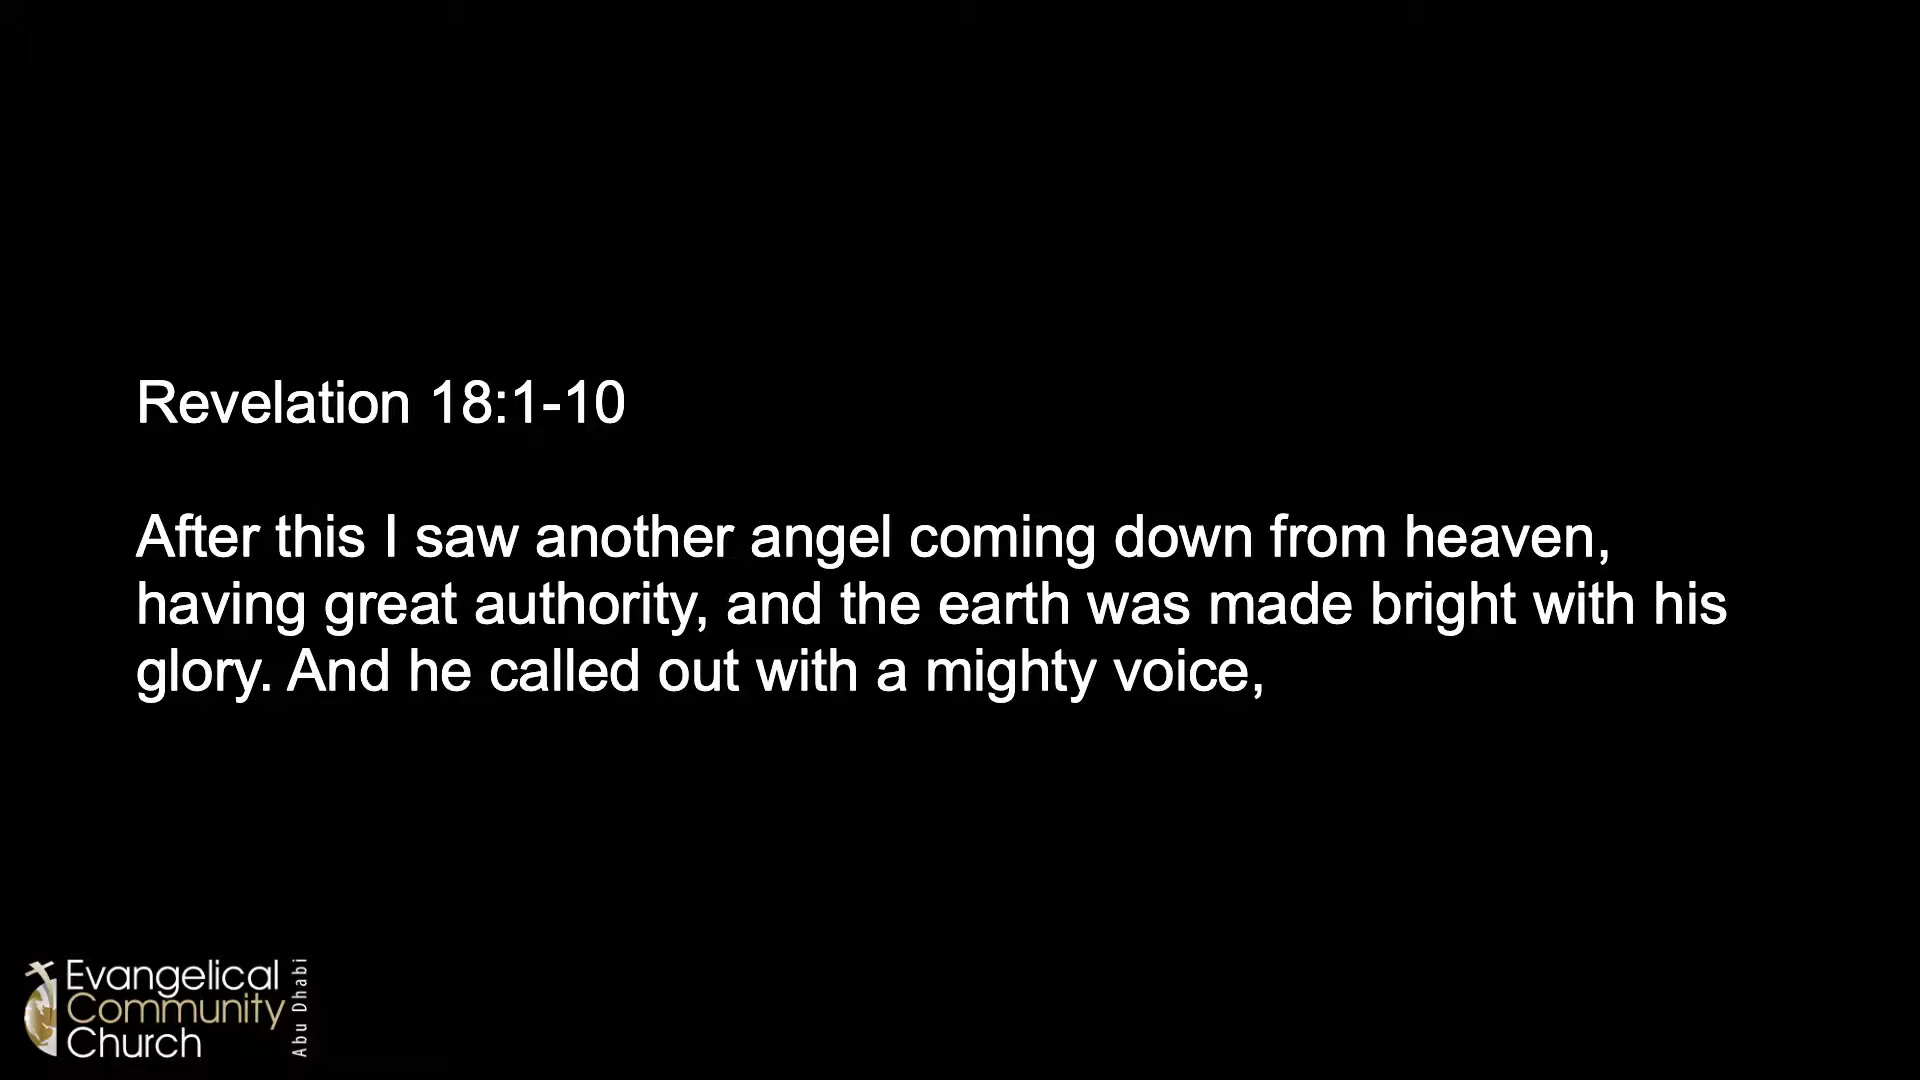 Revelation 18:1-10
After this I saw another angel coming down from heaven,
having great authority, and the earth was made bright with his
glory. And he called out with a mighty voice,
Evangelical
Community
Church
Abu Dhabi